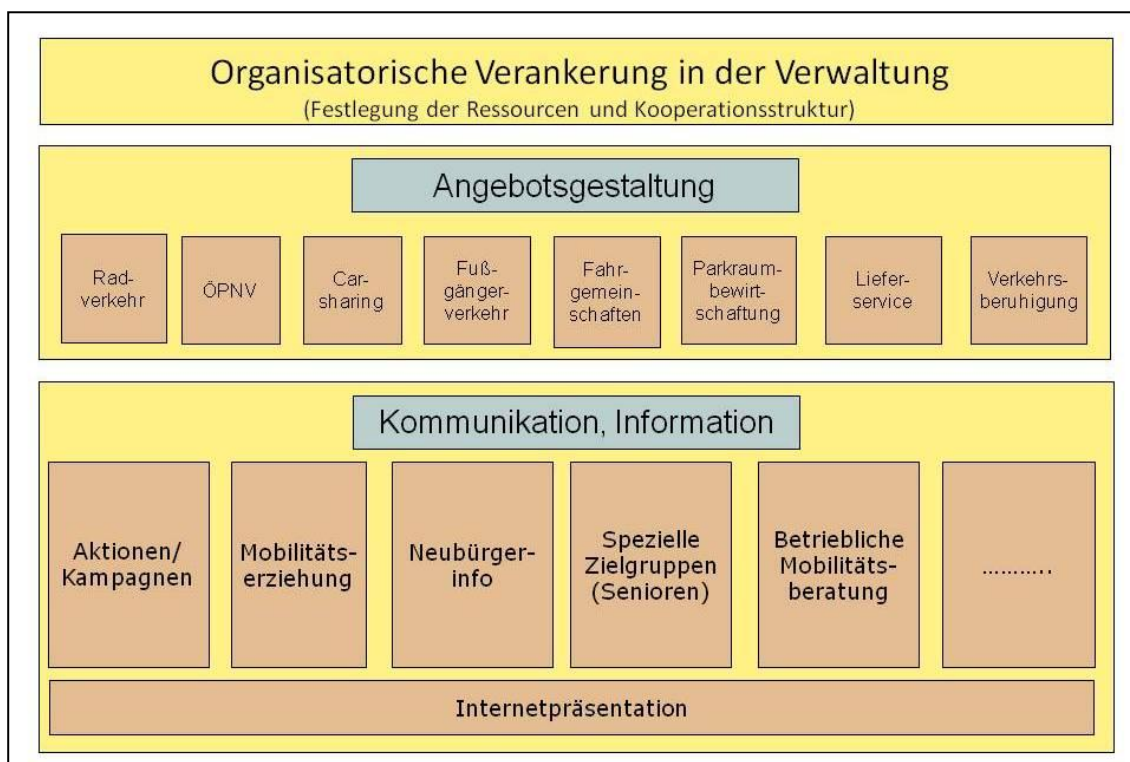 Organisatorische Verankerung in der Verwaltung
(Festlegung der Ressourcen und Kooperationsstruktur)
Angebotsgestaltung
Rad-
verkehr
ÖPNV
Car-
sharing
Fuß-
gänger-
verkehr
Fahr-
gemein-
schaften
Parkraum-
bewirt-
schaftung
Liefer-
service
Verkehrs-
beruhigung
Kommunikation, Information
Aktionen/
Kampagnen
Mobilitäts-
erziehung
Neubürger-
info
Spezielle
Zielgruppen
(Senioren)
Betriebliche
Mobilitäts-
beratung
………..
Internetpräsentation